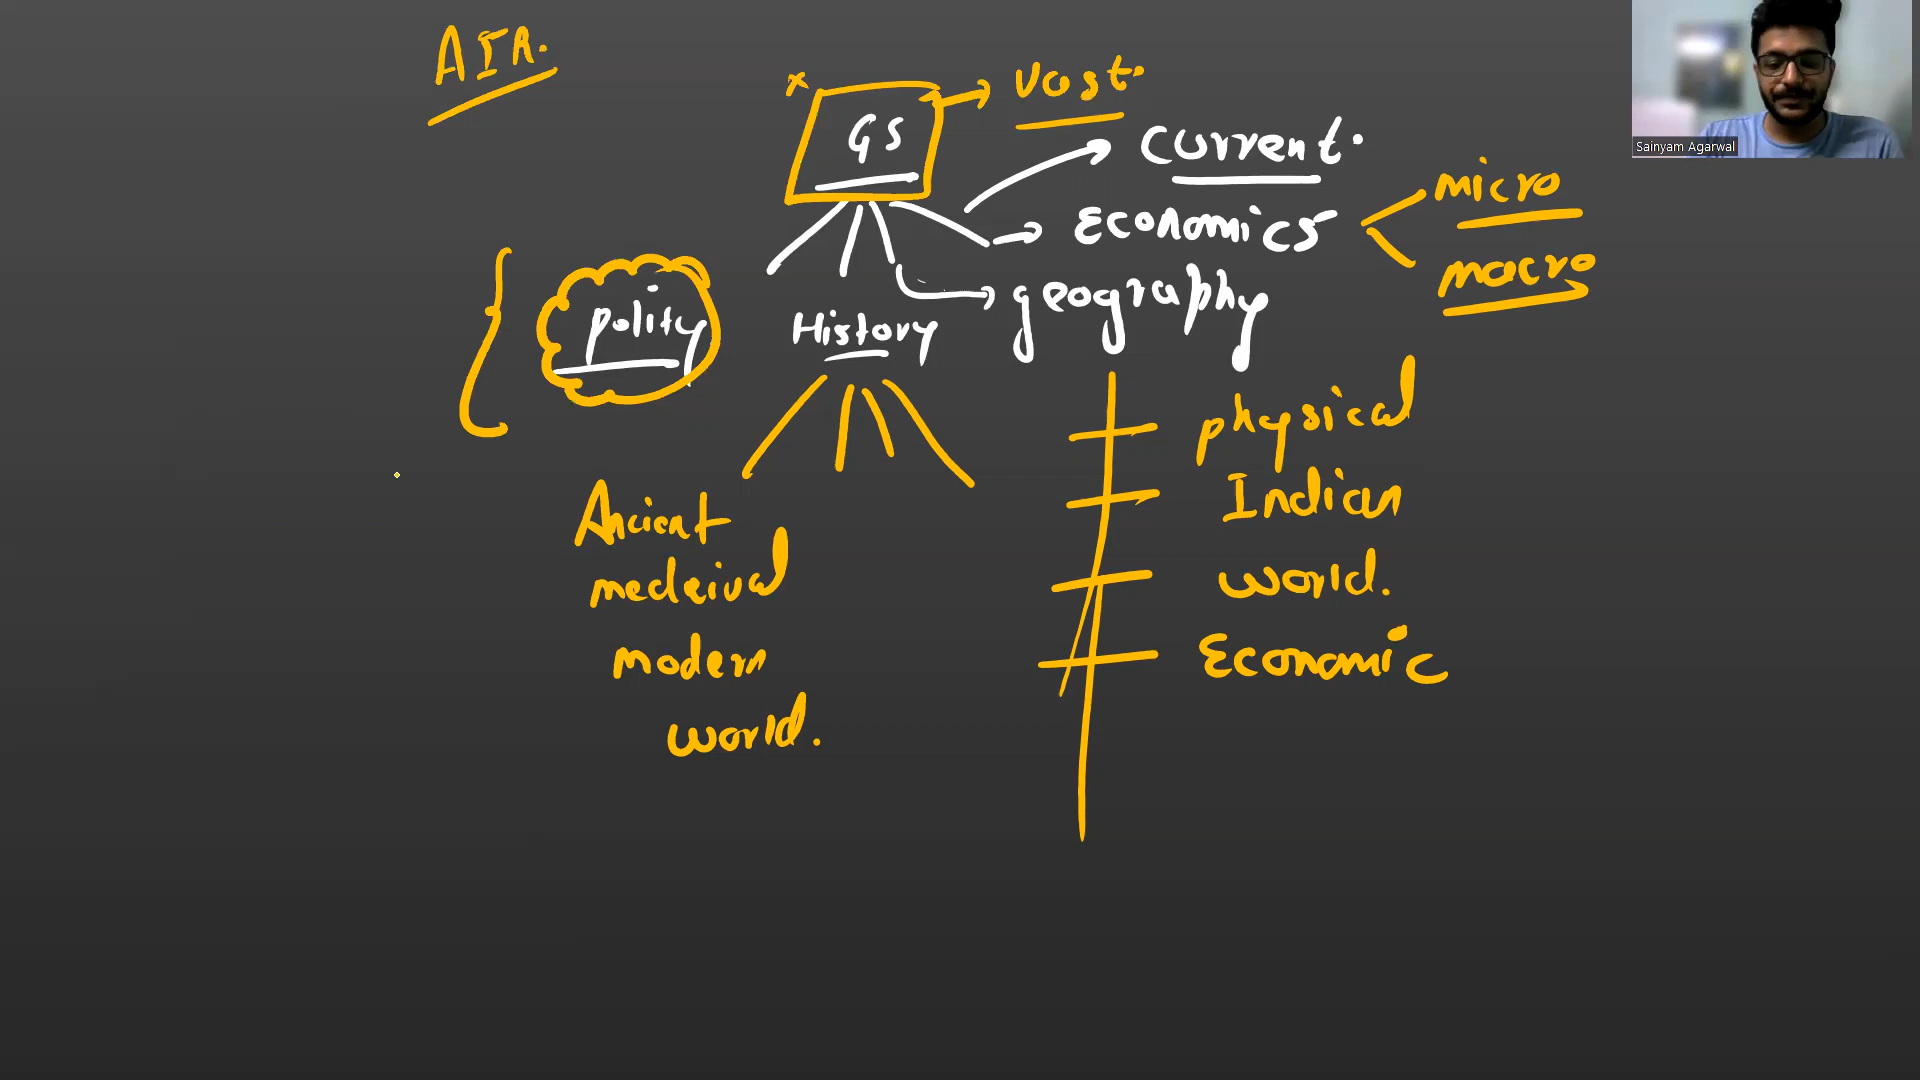 AIR.
GS
vast.
current.
Sainyam Agarwal
Economics
micro
macro
polity
History
geography
Ancient
medeival
modern
world.
physical
Indian
world.
Economic